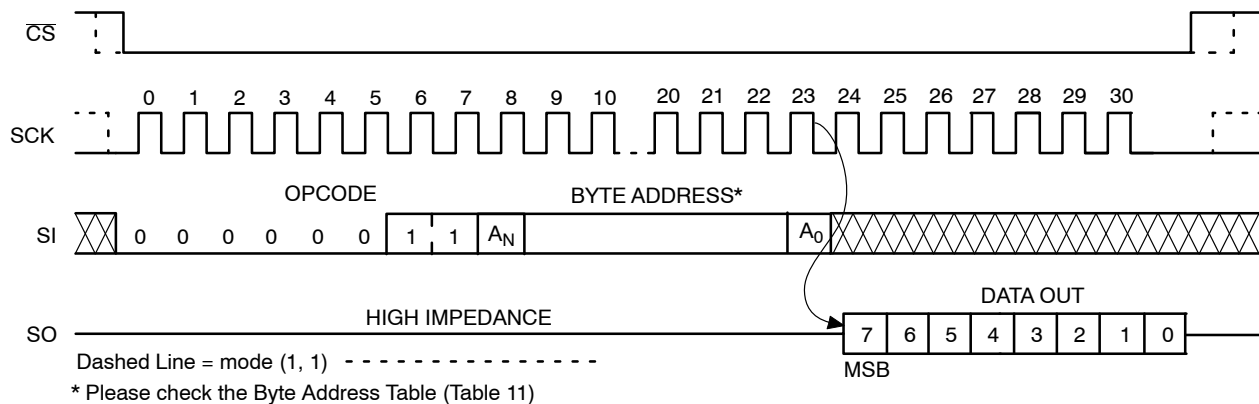 CS
0 1 2 3 4 5 6 7 8 9 10 20 21 22 23 24 25 26 27 28 29 30
SCK
OPCODE BYTE ADDRESS*
SI 0 0 0 0 0 0 1 1 AN A0
DATA OUT
HIGH IMPEDANCE
SO 7 6 5 4 3 2 1 0
Dashed Line = mode (1, 1)
MSB
* Please check the Byte Address Table (Table 11)